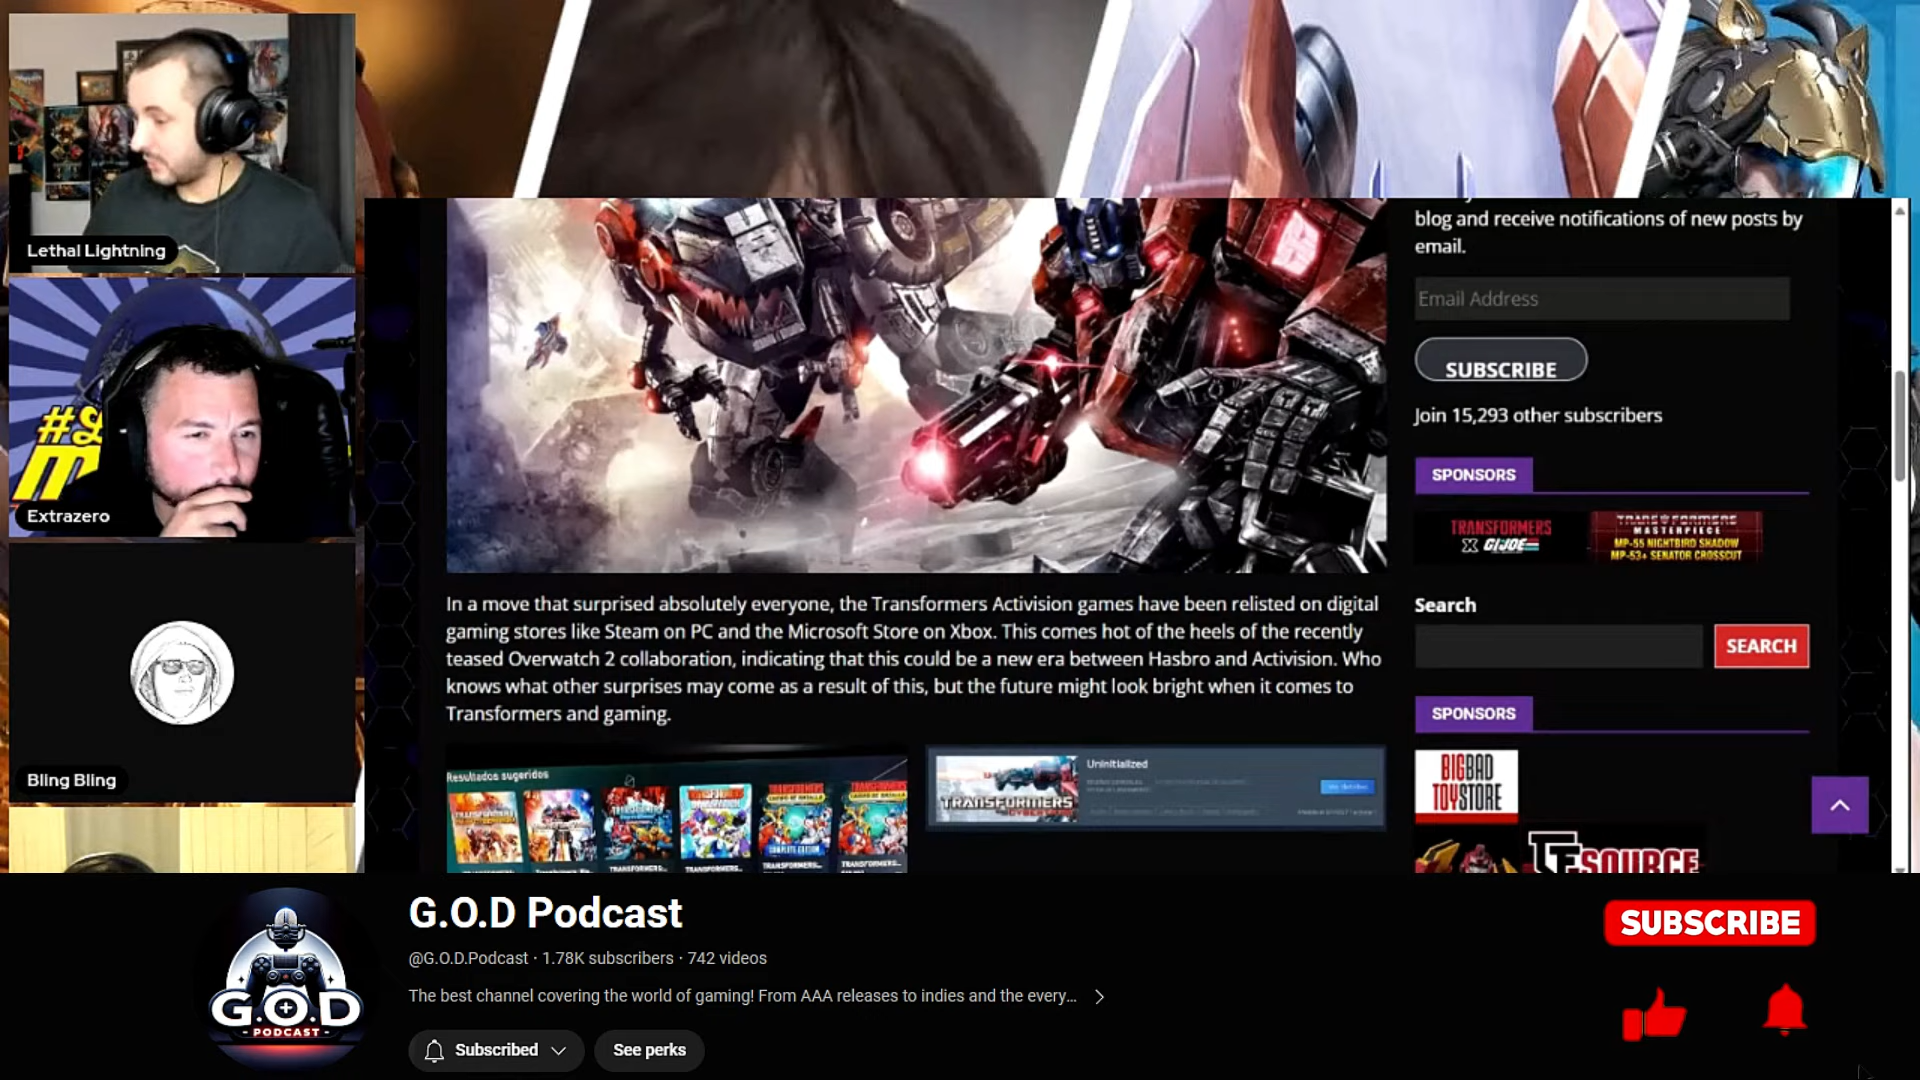 Lethal Lightning
Extrazero
Bling Bling
blog and receive notifications of new posts by
email.
Email Address
SUBSCRIBE
Join 15,293 other subscribers
SPONSORS
TRANSFORMERS
X G.I.JOE
TRANSFORMERS
MASTERPIECE
MP-55 NIGHTBIRD SHADOW
MP-53+ SENATOR CROSSCUT
Search
SEARCH
SPONSORS
BIGBAD
TOYSTORE
TFSOURCE
In a move that surprised absolutely everyone, the Transformers Activision games have been relisted on digital
gaming stores like Steam on PC and the Microsoft Store on Xbox. This comes hot of the heels of the recently
teased Overwatch 2 collaboration, indicating that this could be a new era between Hasbro and Activision. Who
knows what other surprises may come as a result of this, but the future might look bright when it comes to
Transformers and gaming.
Resultados sugeridos
Uninitialized
TRANSFORMERS
G.O.D Podcast
@G.O.D.Podcast · 1.78K subscribers · 742 videos
The best channel covering the world of gaming! From AAA releases to indies and the every...
Subscribed
See perks
G.O.D
- PODCAST -
SUBSCRIBE